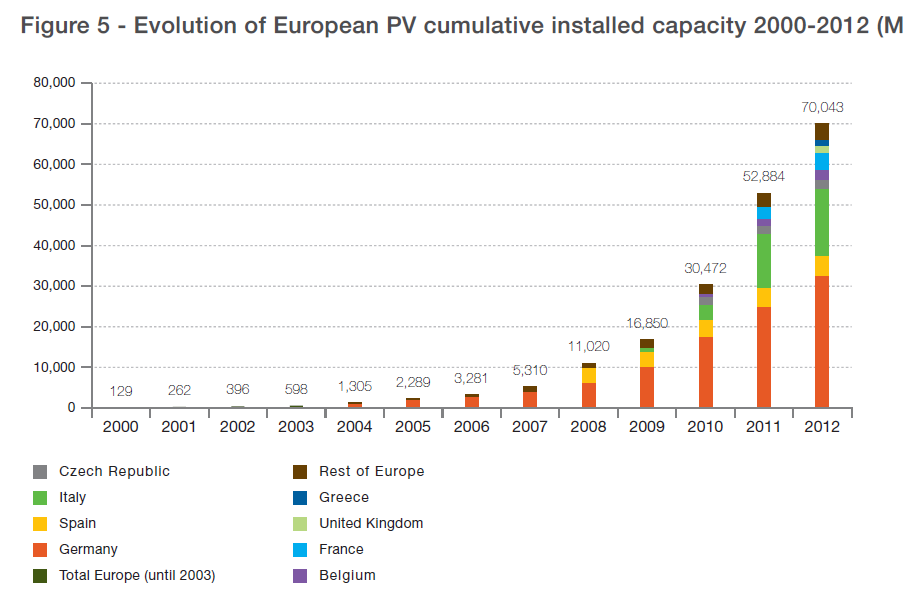 Figure 5 - Evolution of European PV cumulative installed capacity 2000-2012 (M
80,000
70,000
60,000
50,000
40,000
30,000
20,000
10,000
0
129
262
396
598
1,305
2,289
3,281
5,310
11,020
16,850
30,472
52,884
70,043
2000 2001 2002 2003 2004 2005 2006 2007 2008 2009 2010 2011 2012
Czech Republic
Italy
Spain
Germany
Total Europe (until 2003)
Rest of Europe
Greece
United Kingdom
France
Belgium